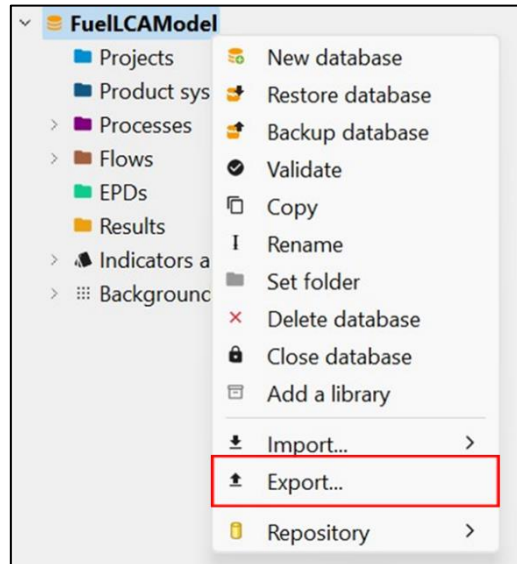 FuelLCAModel
Projects
Product sys
Processes
Flows
EPDs
Results
Indicators a
Background
New database
Restore database
Backup database
Validate
Copy
Rename
Set folder
Delete database
Close database
Add a library
Import...
Export...
Repository